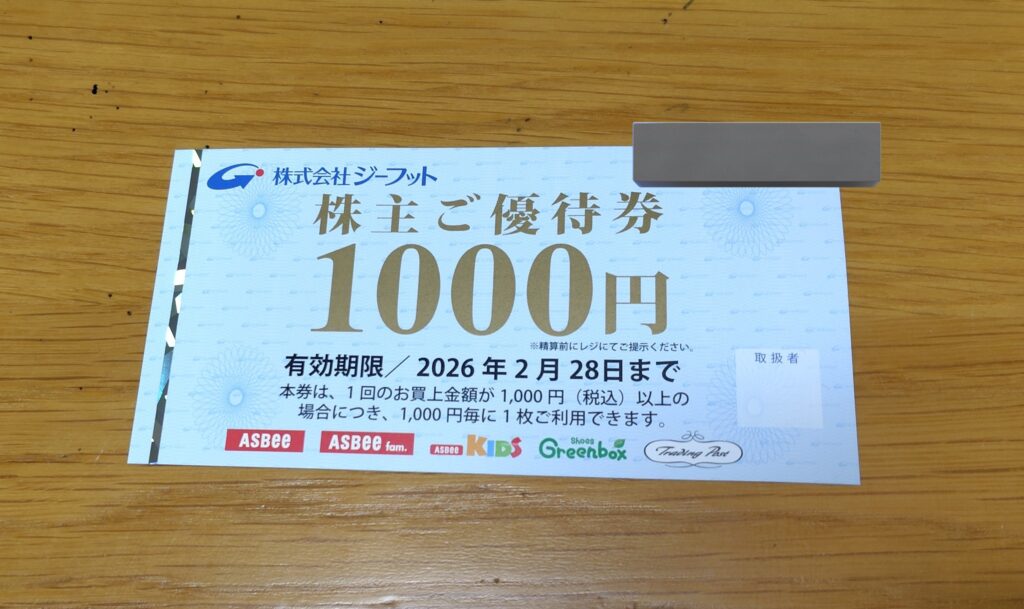 株式会社 ジーフット
株主ご優待券
1000円
※精算前にレジにてご提示ください。
有効期限／2026年2月28日まで
取扱者
本券は、1回のお買上金額が1,000円（税込）以上の
場合につき、1,000円毎に1枚ご利用できます。
ASBee
ASBee fam.
ASBee KIDS
Shoes Greenbox
Trading Post